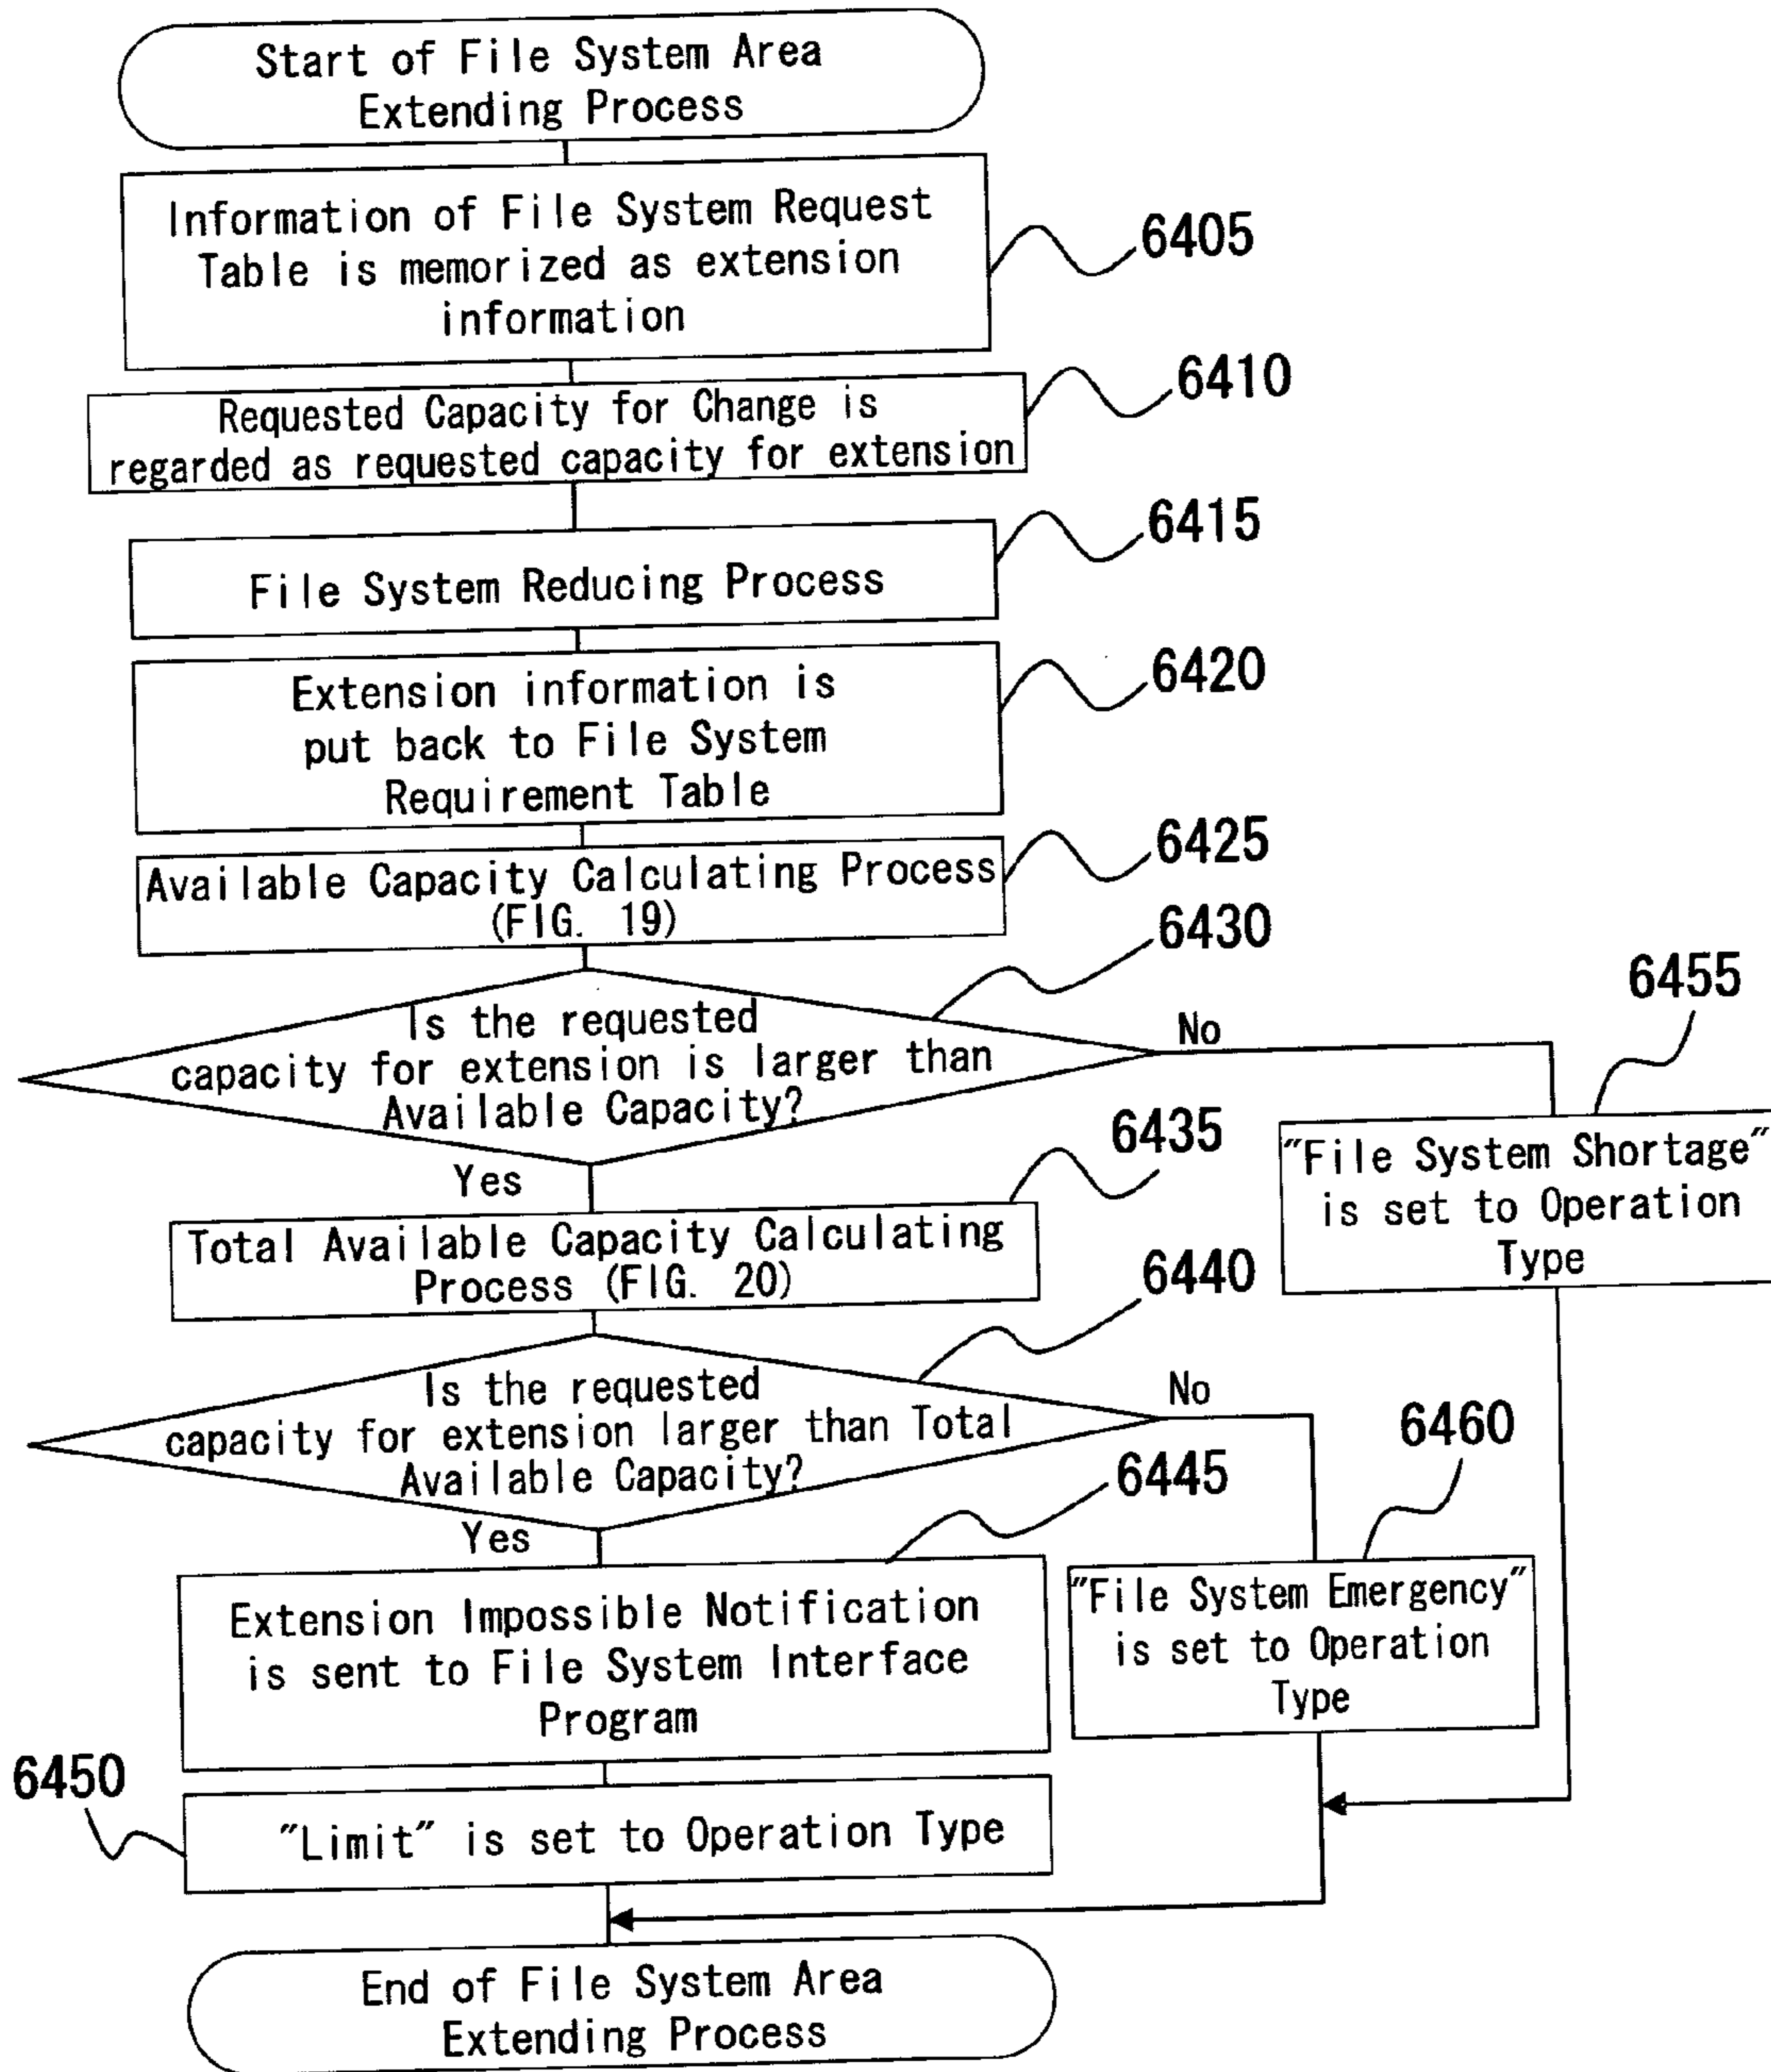 Start of File System Area
Extending Process
Information of File System Request
Table is memorized as extension
information
6405
Requested Capacity for Change is
regarded as requested capacity for extension
6410
File System Reducing Process
6415
Extension information is
put back to File System
Requirement Table
6420
Available Capacity Calculating Process
(FIG. 19)
6425
Is the requested
capacity for extension is larger than
Available Capacity?
6430
No
Yes
6455
"File System Shortage"
is set to Operation
Type
Total Available Capacity Calculating
Process (FIG. 20)
6435
Is the requested
capacity for extension larger than Total
Available Capacity?
6440
No
Yes
6460
"File System Emergency"
is set to Operation
Type
Extension Impossible Notification
is sent to File System Interface
Program
6445
6450
"Limit" is set to Operation Type
End of File System Area
Extending Process